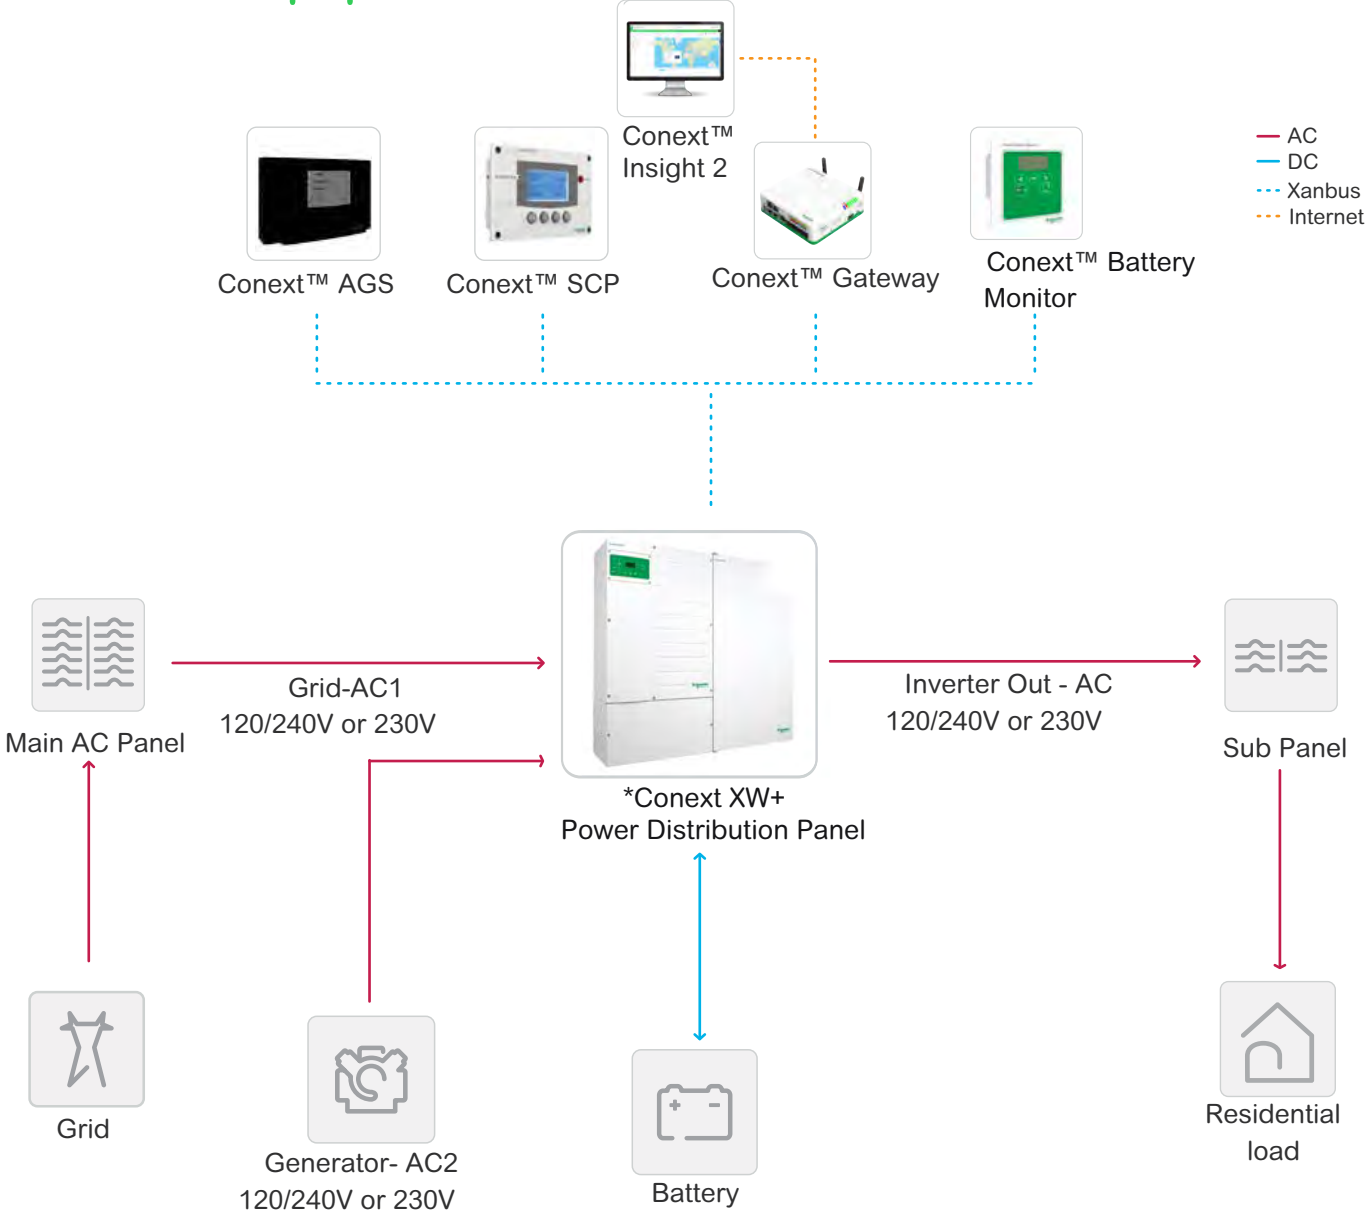 Conext™
Insight 2
AC
DC
Xanbus
Internet
Conext™ AGS
Conext™ SCP
Conext™ Gateway
Conext™ Battery
Monitor
Grid-AC1
120/240V or 230V
Inverter Out - AC
120/240V or 230V
Main AC Panel
Sub Panel
*Conext XW+
Power Distribution Panel
Grid
Generator- AC2
120/240V or 230V
Battery
Residential
load